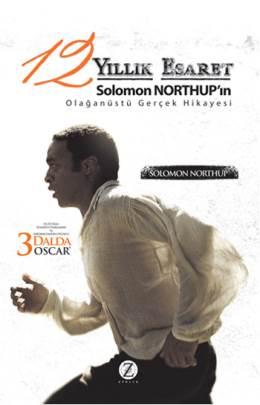 12 YILLIK ESARET
Solomon NORTHUP'ın
Olağanüstü Gerçek Hikayesi
SOLOMON NORTHUP
3 DALDA
OSCAR
Z